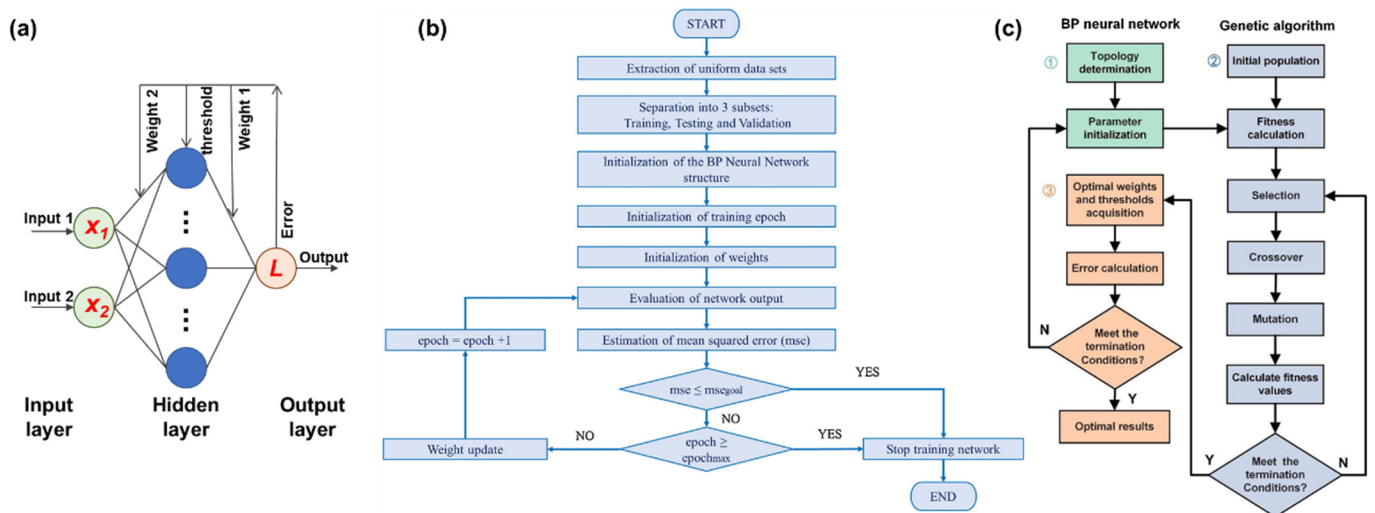 (a)
Weight 2
threshold
Weight 1
Error
Input 1
x1
Input 2
x2
...
...
L
Output
Input
layer
Hidden
layer
Output
layer
(b)
START
Extraction of uniform data sets
Separation into 3 subsets:
Training, Testing and Validation
Initialization of the BP Neural Network
structure
Initialization of training epoch
Initialization of weights
Evaluation of network output
Estimation of mean squared error (mse)
epoch = epoch +1
mse ≤ msegoal
YES
NO
epoch ≥
epochmax
NO
YES
Weight update
Stop training network
END
(c)
BP neural network
Genetic algorithm
①
Topology
determination
②
Initial population
Parameter
initialization
Fitness
calculation
③
Optimal weights
and thresholds
acquisition
Selection
Error calculation
Crossover
N
Meet the
termination
Conditions?
Mutation
Y
Calculate fitness
values
Optimal results
Y
Meet the
termination
Conditions?
N